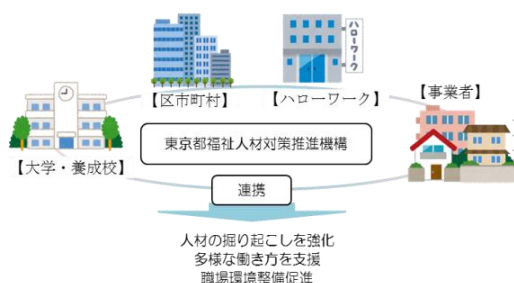 ハローワーク
【区市町村】
【ハローワーク】
【事業者】
【大学・養成校】
東京都福祉人材対策推進機構
連携
人材の掘り起こしを強化
多様な働き方を支援
職場環境整備促進